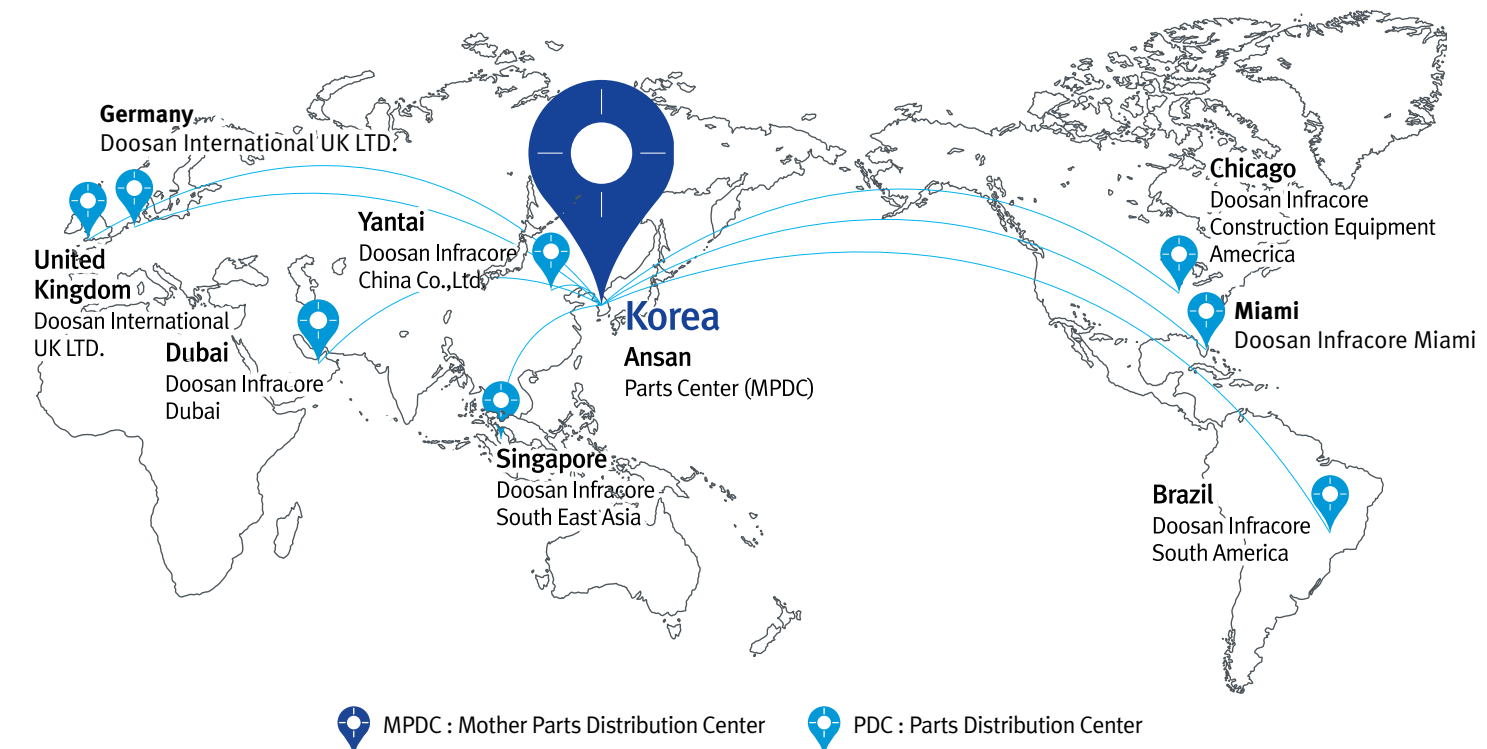 Germany
Doosan International UK LTD.
United
Kingdom
Doosan International
UK LTD.
Yantai
Doosan Infracore
China Co.,Ltd.
Dubai
Doosan Infracore
Dubai
Korea
Ansan
Parts Center (MPDC)
Singapore
Doosan Infracore
South East Asia
Chicago
Doosan Infracore
Construction Equipment
Amecrica
Miami
Doosan Infracore Miami
Brazil
Doosan Infracore
South America
MPDC : Mother Parts Distribution Center
PDC : Parts Distribution Center